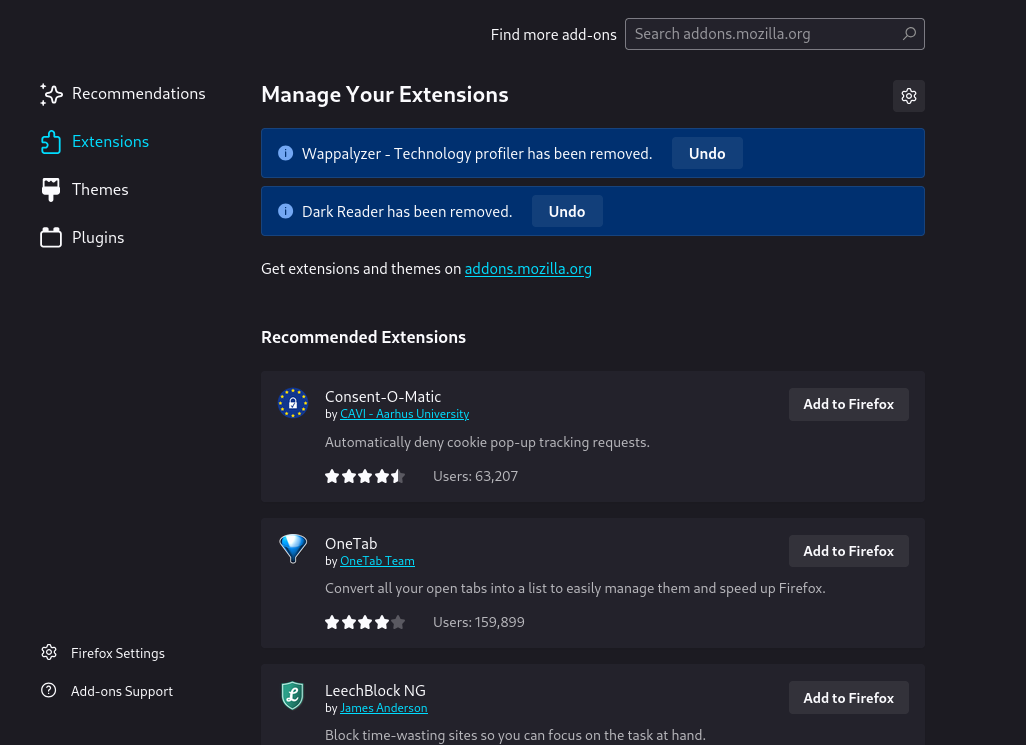 Find more add-ons Search addons.mozilla.org
Recommendations
Extensions
Themes
Plugins
Manage Your Extensions
Wappalyzer - Technology profiler has been removed. Undo
Dark Reader has been removed. Undo
Get extensions and themes on addons.mozilla.org
Recommended Extensions
Consent-O-Matic
by CAVI - Aarhus University
Add to Firefox
Automatically deny cookie pop-up tracking requests.
Users: 63,207
OneTab
by OneTab Team
Add to Firefox
Convert all your open tabs into a list to easily manage them and speed up Firefox.
Users: 159,899
LeechBlock NG
by James Anderson
Add to Firefox
Block time-wasting sites so you can focus on the task at hand.
Firefox Settings
Add-ons Support